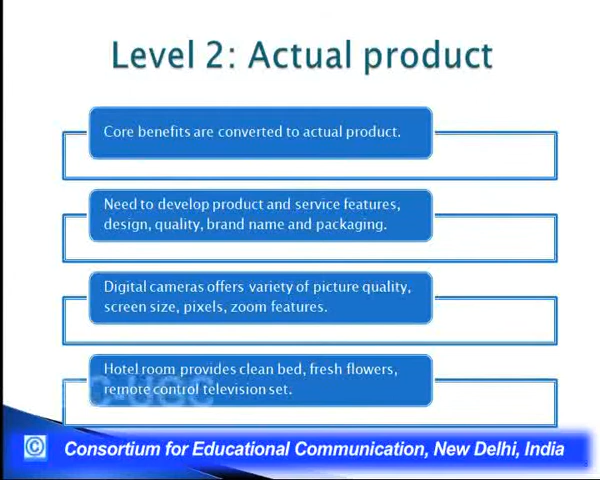 Level 2: Actual product
Core benefits are converted to actual product.
Need to develop product and service features,
design, quality, brand name and packaging.
Digital cameras offers variety of picture quality,
screen size, pixels, zoom features.
Hotel room provides clean bed, fresh flowers,
remote control television set.
© Consortium for Educational Communication, New Delhi, India